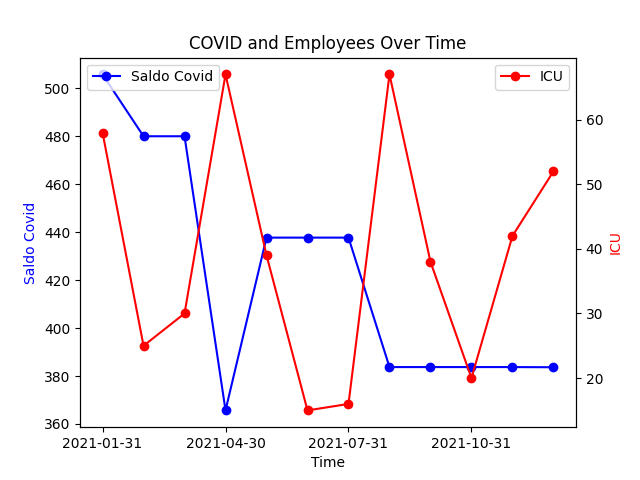 COVID and Employees Over Time
Saldo Covid
ICU
500
480
460
440
420
400
380
360
Saldo Covid
60
50
40
30
20
ICU
2021-01-31
2021-04-30
2021-07-31
2021-10-31
Time